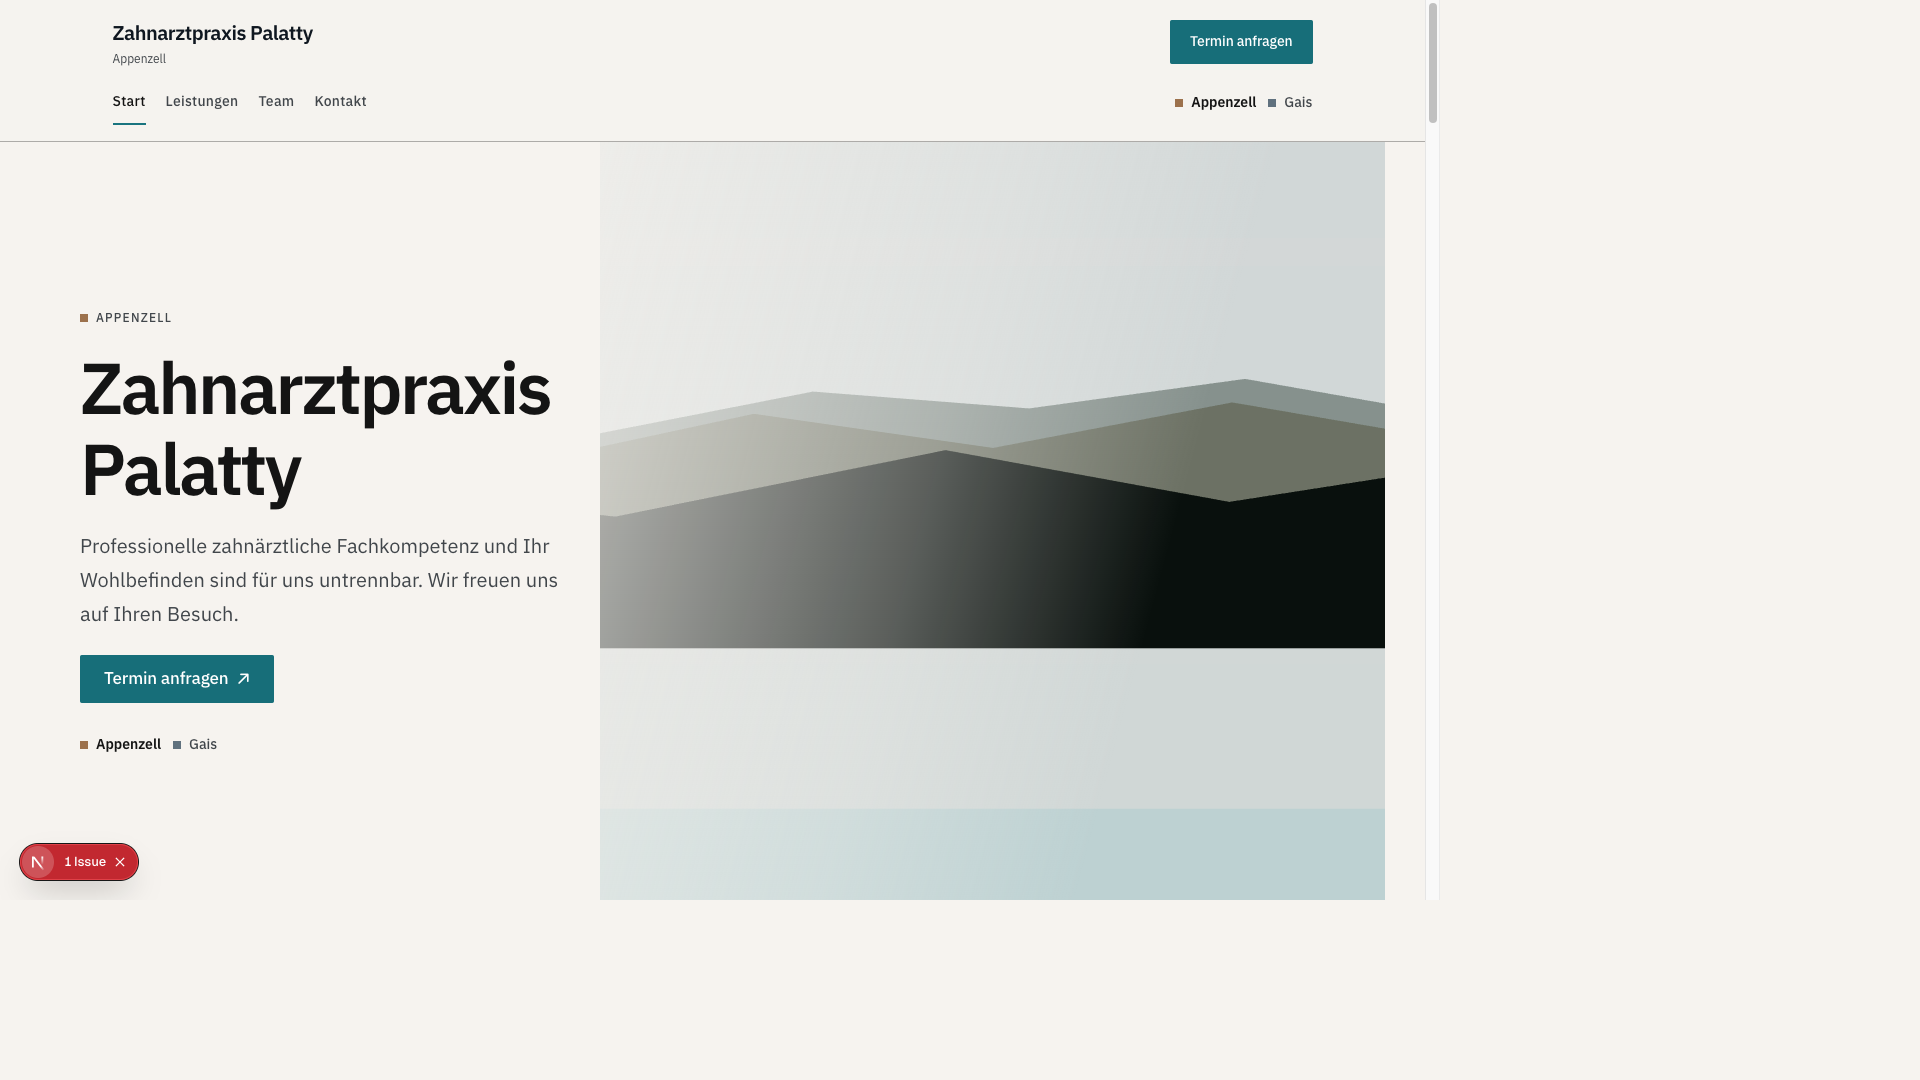 Zahnarztpraxis Palatty
Appenzell
Termin anfragen
Start Leistungen Team Kontakt
Appenzell Gais
APPENZELL
Zahnarztpraxis
Palatty
Professionelle zahnärztliche Fachkompetenz und Ihr
Wohlbefinden sind für uns untrennbar. Wir freuen uns
auf Ihren Besuch.
Termin anfragen
Appenzell Gais
N 1 Issue